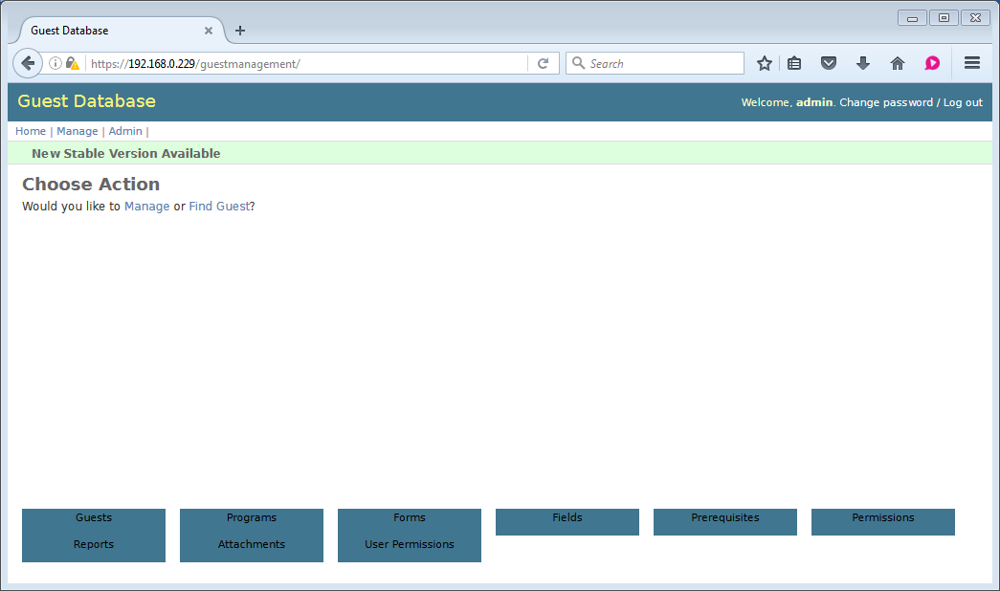 Guest Database
https://192.168.0.229/guestmanagement/
Search
Guest Database
Welcome, admin. Change password / Log out
Home | Manage | Admin |
New Stable Version Available
Choose Action
Would you like to Manage or Find Guest?
Guests Programs Forms Fields Prerequisites Permissions
Reports Attachments User Permissions